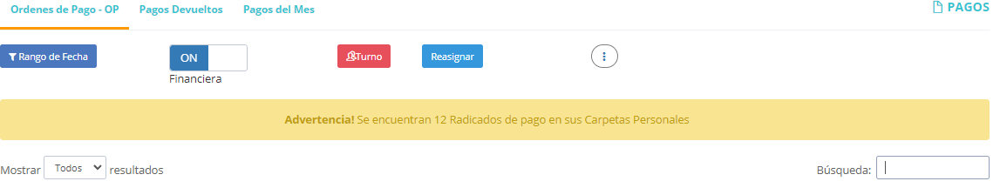 Ordenes de Pago - OP Pagos Devueltos Pagos del Mes PAGOS
Rango de Fecha ON Turno Reasignar
Financiera
Advertencia! Se encuentran 12 Radicados de pago en sus Carpetas Personales
Mostrar Todos resultados Búsqueda: